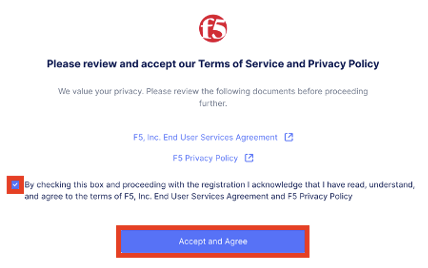 f5
Please review and accept our Terms of Service and Privacy Policy
We value your privacy. Please review the following documents before proceeding
further.
F5, Inc. End User Services Agreement
F5 Privacy Policy
By checking this box and proceeding with the registration I acknowledge that I have read, understand,
and agree to the terms of F5, Inc. End User Services Agreement and F5 Privacy Policy
Accept and Agree